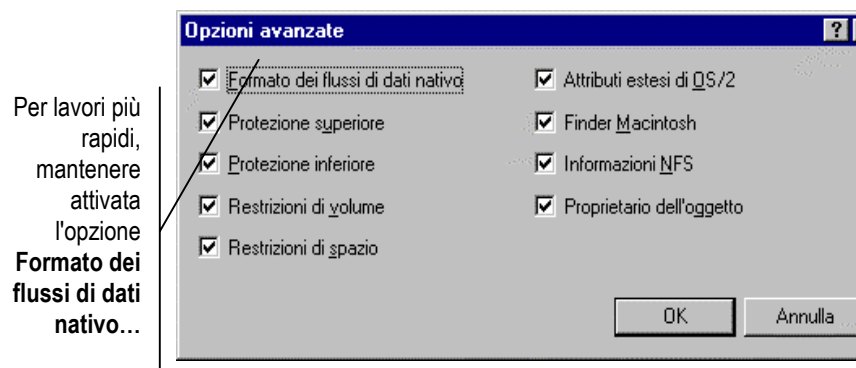 Opzioni avanzate
?
Per lavori più
rapidi,
mantenere
attivata
l'opzione
Formato dei
flussi di dati
nativo…
Formato dei flussi di dati nativo
Protezione superiore
Protezione inferiore
Restrizioni di volume
Restrizioni di spazio
Attributi estesi di OS/2
Finder Macintosh
Informazioni NFS
Proprietario dell'oggetto
OK
Annulla